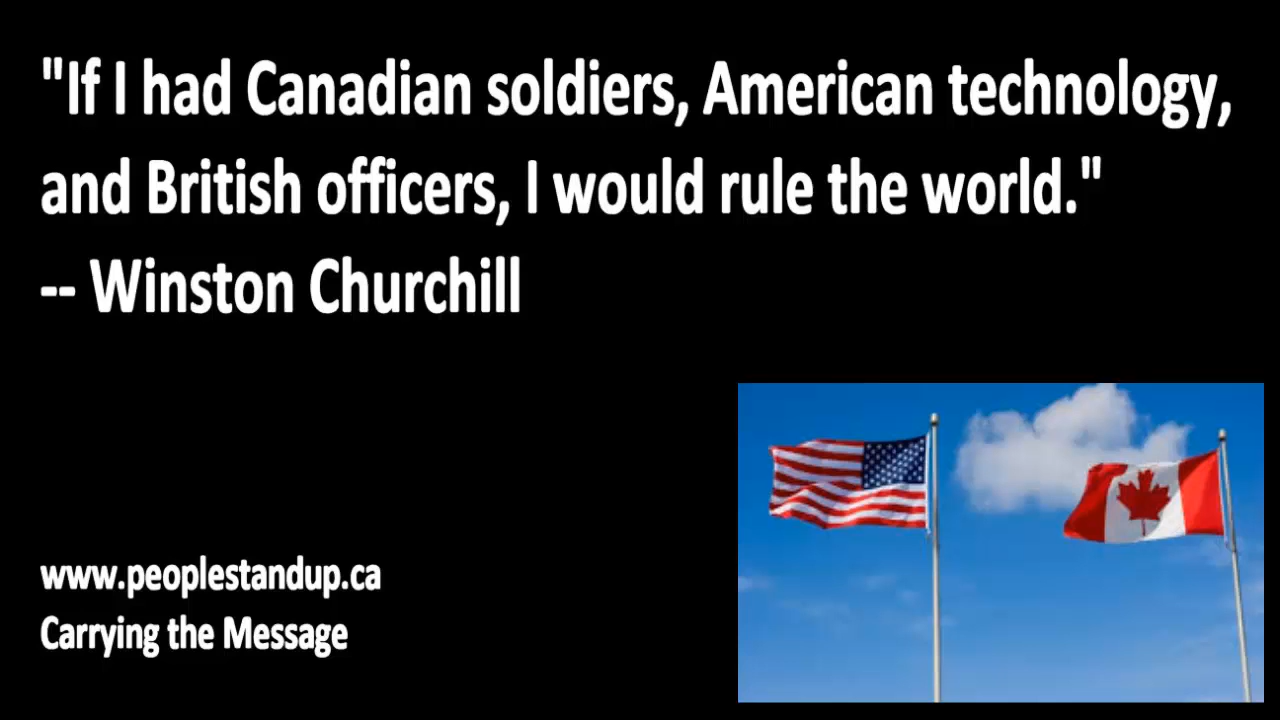 "If I had Canadian soldiers, American technology,
and British officers, I would rule the world."
-- Winston Churchill
www.peoplestandup.ca
Carrying the Message